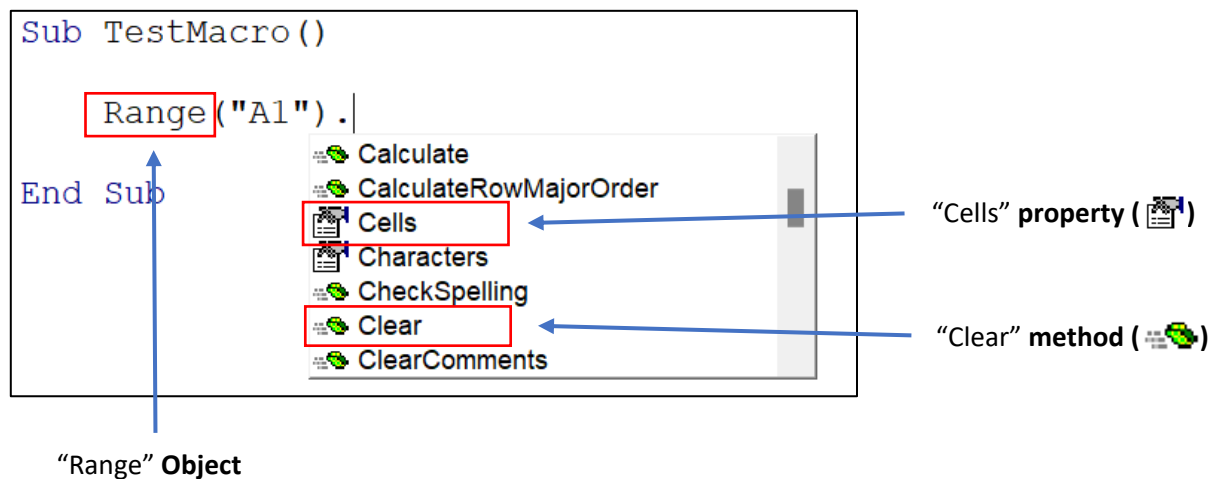 Sub TestMacro()
Range("A1").
Calculate
CalculateRowMajorOrder
End Sub
Cells
“Cells” property ( )
Characters
CheckSpelling
Clear
“Clear” method ( )
ClearComments
“Range” Object